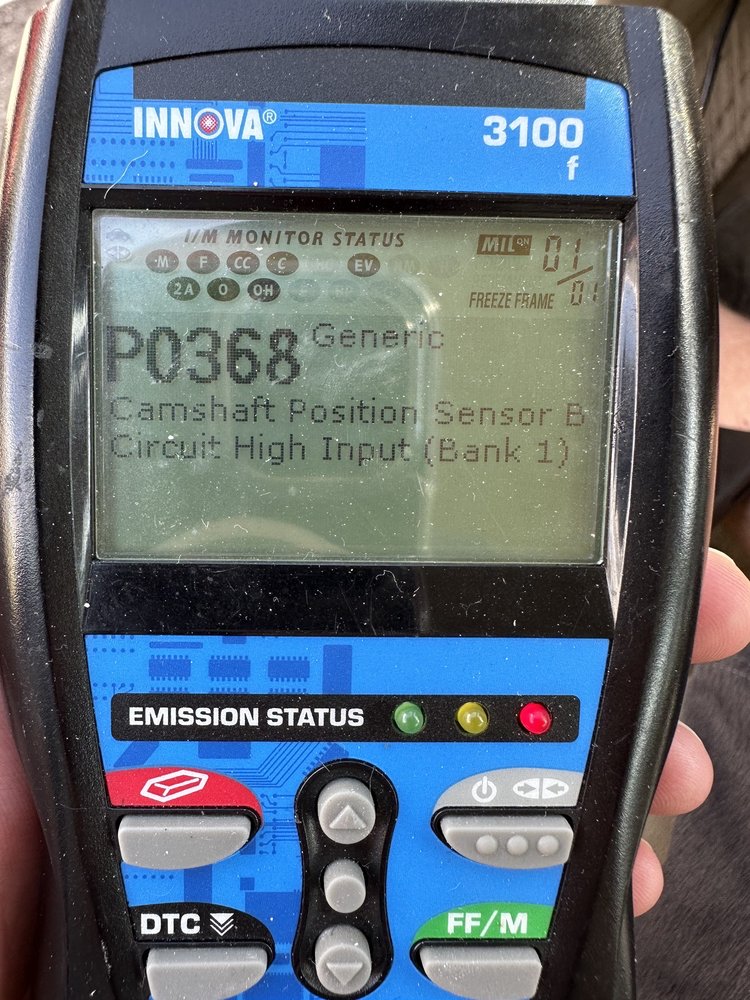 INNOVA®
3100
f
I/M MONITOR STATUS
MIL ON
01
M F CC C EV
2A O OH
FREEZE FRAME
01
P0368 Generic
Camshaft Position Sensor B
Circuit High Input (Bank 1)
EMISSION STATUS
DTC
FF/M